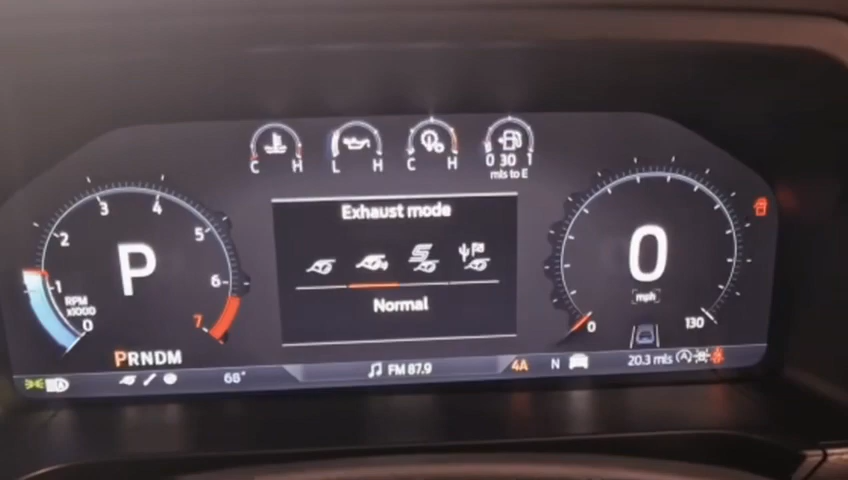 C H
L H
C H
0 30 1
mls to E
Exhaust mode
Normal
1
2
3
4
5
6
7
0
RPM
x1000
P
PRNDM
0
mph
0
130
68°
FM 87.9
4A
N
20.3 mls